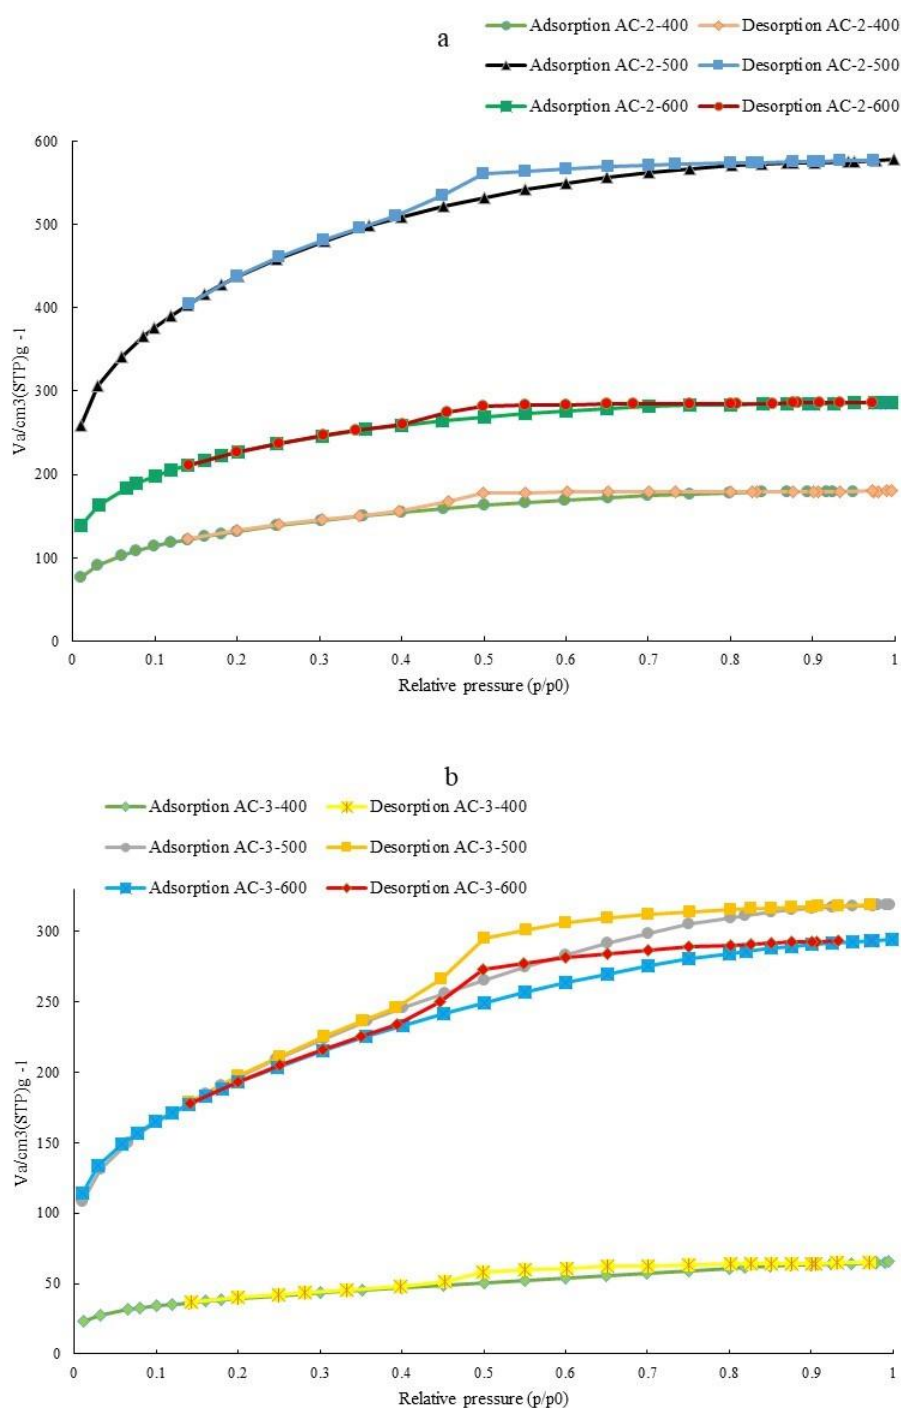 a
Adsorption AC-2-400 Desorption AC-2-400
Adsorption AC-2-500 Desorption AC-2-500
Adsorption AC-2-600 Desorption AC-2-600
600
500
400
300
200
100
0
Va/cm3(STP)g -1
0 0.1 0.2 0.3 0.4 0.5 0.6 0.7 0.8 0.9 1
Relative pressure (p/p0)
b
Adsorption AC-3-400 Desorption AC-3-400
Adsorption AC-3-500 Desorption AC-3-500
Adsorption AC-3-600 Desorption AC-3-600
300
250
200
150
100
50
0
Va/cm3(STP)g -1
0 0.1 0.2 0.3 0.4 0.5 0.6 0.7 0.8 0.9 1
Relative pressure (p/p0)